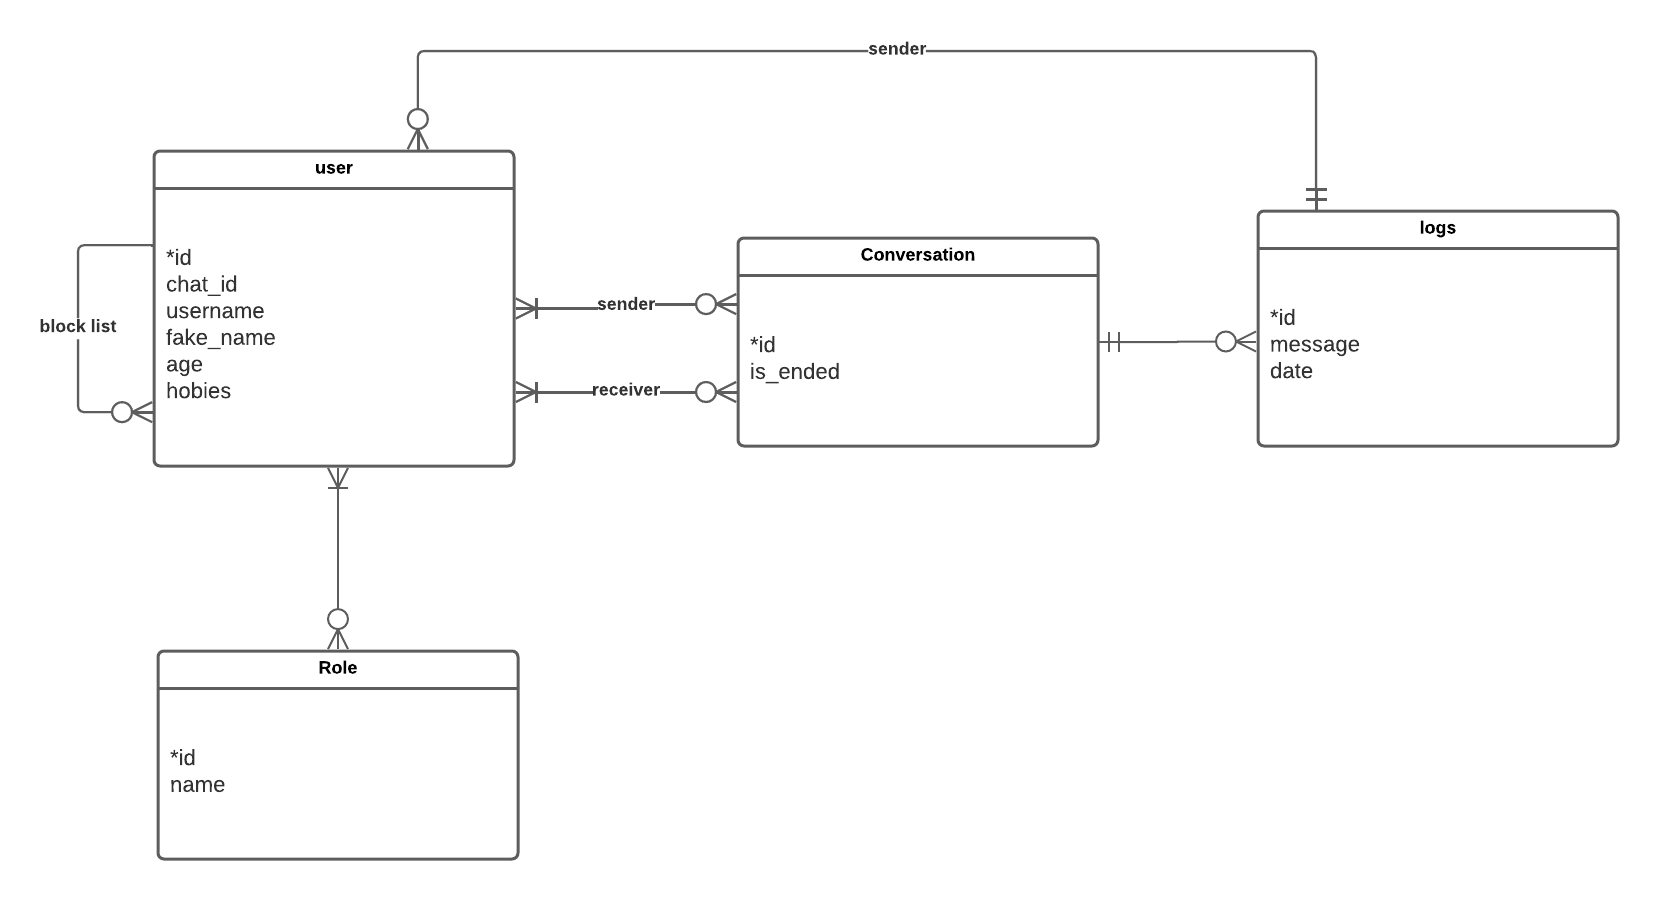 sender
user
*id
chat_id
username
fake_name
age
hobies
block list
sender
receiver
Conversation
*id
is_ended
logs
*id
message
date
Role
*id
name